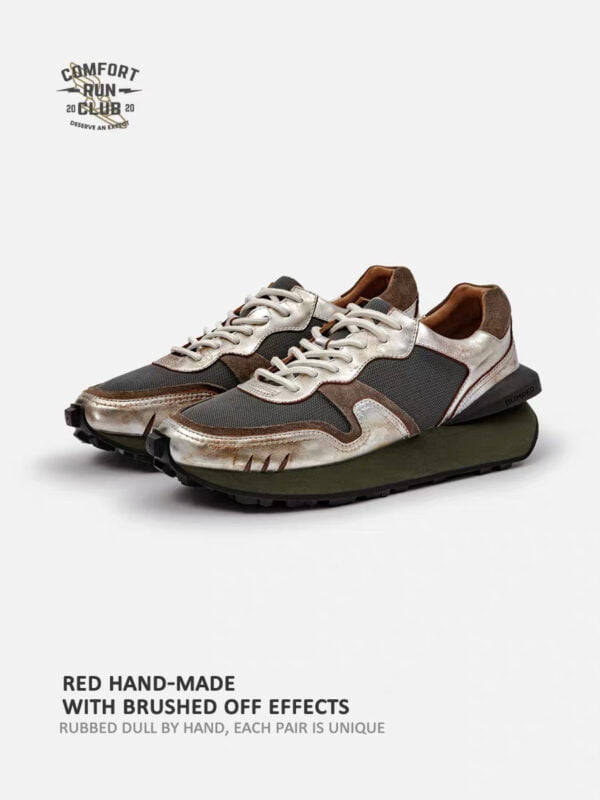 COMFORT
RUN
20 CLUB 20
DESERVE AN EXPECT
RED HAND-MADE
WITH BRUSHED OFF EFFECTS
RUBBED DULL BY HAND, EACH PAIR IS UNIQUE